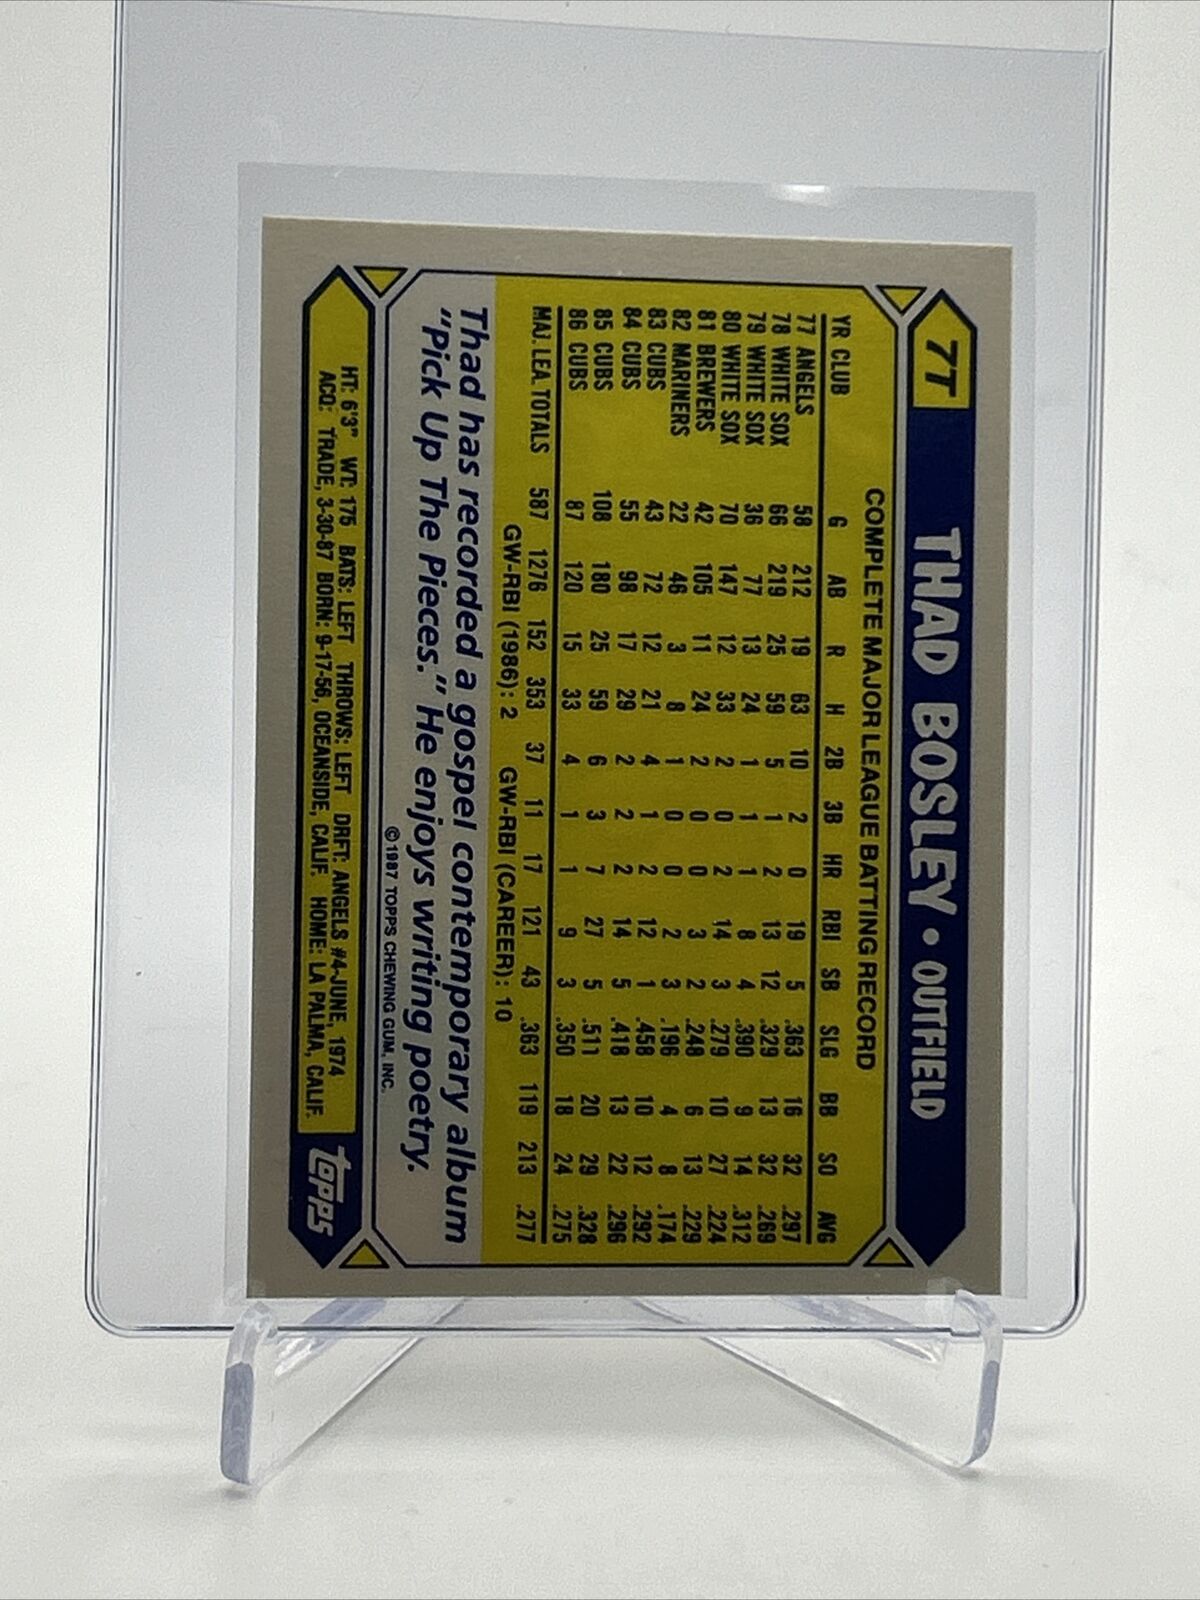 7T THAD BOSLEY • OUTFIELD
COMPLETE MAJOR LEAGUE BATTING RECORD
YR CLUB G AB R H 2B 3B HR RBI SB SLG BB SO AVG
77 ANGELS 58 212 19 63 10 2 0 19 5 .363 16 32 .297
78 WHITE SOX 66 219 25 59 5 1 2 13 12 .329 13 32 .269
79 WHITE SOX 36 77 13 24 1 1 1 8 4 .390 9 14 .312
80 WHITE SOX 70 147 12 33 2 0 2 14 3 .279 10 27 .224
81 BREWERS 42 105 11 24 2 0 0 3 2 .248 6 13 .229
82 MARINERS 22 46 3 8 1 0 0 2 3 .196 4 8 .174
83 CUBS 43 72 12 21 4 1 2 12 1 .458 10 12 .292
84 CUBS 55 98 17 29 2 2 2 14 5 .418 13 22 .296
85 CUBS 108 180 25 59 6 3 7 27 5 .511 20 29 .328
86 CUBS 87 120 15 33 4 1 1 9 3 .350 18 24 .275
MAJ. LEA. TOTALS 587 1276 152 353 37 11 17 121 43 .363 119 213 .277
GW-RBI (1986): 2 GW-RBI (CAREER): 10
Thad has recorded a gospel contemporary album
"Pick Up The Pieces." He enjoys writing poetry.
©1987 TOPPS CHEWING GUM, INC.
HT: 6'3" WT: 175 BATS: LEFT THROWS: LEFT DRFT: ANGELS #4-JUNE, 1974
ACQ: TRADE, 3-30-87 BORN: 9-17-56, OCEANSIDE, CALIF. HOME: LA PALMA, CALIF.
topps